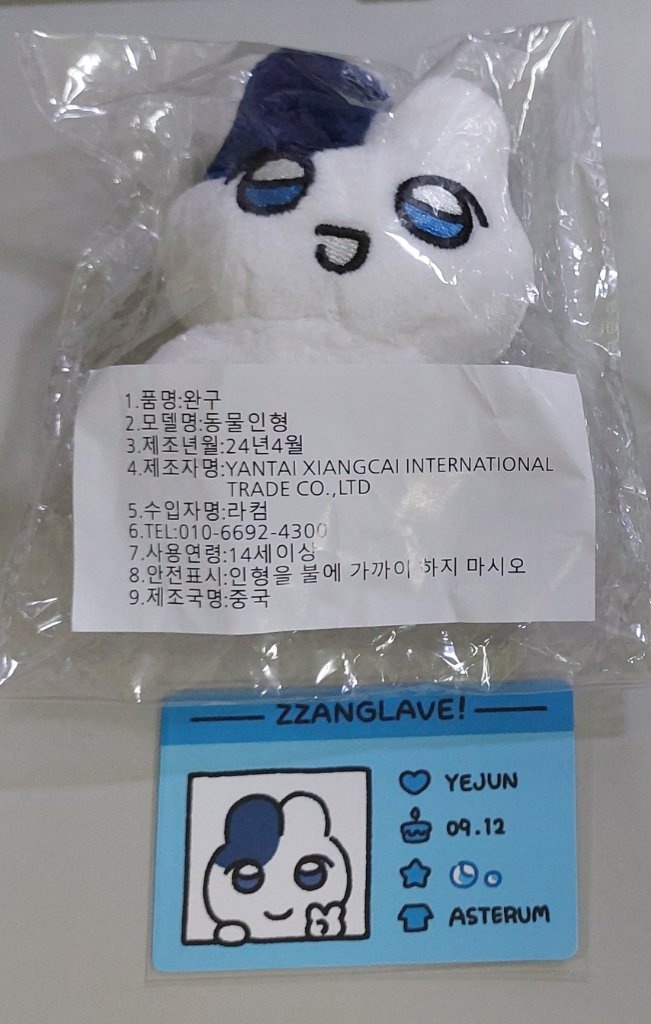 1.품명:완구
2.모델명:동물인형
3.제조년월:24년4월
4.제조자명:YANTAI XIANGCAI INTERNATIONAL
TRADE CO.,LTD
5.수입자명:라컴
6.TEL:010-6692-4300
7.사용연령:14세이상
8.안전표시:인형을 불에 가까이 하지 마시오
9.제조국명:중국
ZZANGLAVE!
YEJUN
09.12
ASTERUM